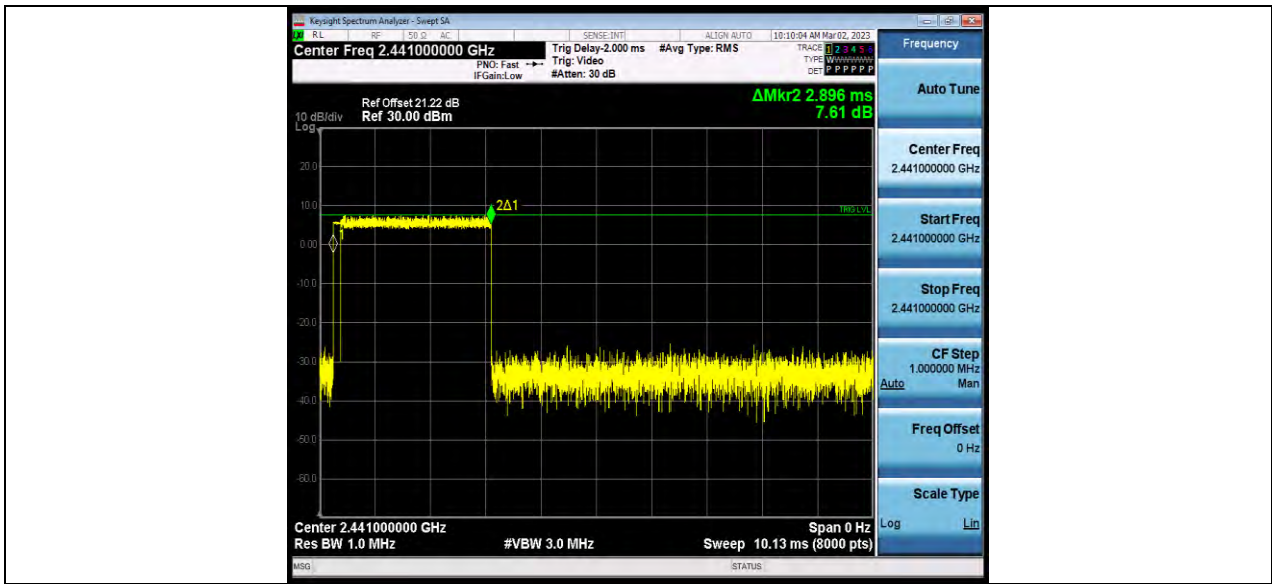 Keysight Spectrum Analyzer - Swept SA
RL RF 50 Ω AC SENSE:INT ALIGN AUTO 10:10:04 AM Mar 02, 2023
Center Freq 2.441000000 GHz
PNO: Fast
IFGain:Low
Trig Delay-2.000 ms
Trig: Video
#Atten: 30 dB
#Avg Type: RMS
TRACE 1 2 3 4 5 6
TYPE WWWWWW
DET P P P P P P
Ref Offset 21.22 dB
10 dB/div Ref 30.00 dBm
Log
ΔMkr2 2.896 ms
7.61 dB
20.0
10.0
0.00
-10.0
-20.0
-30.0
-40.0
-50.0
-60.0
2Δ1
TRIG LVL
Center 2.441000000 GHz Span 0 Hz
Res BW 1.0 MHz #VBW 3.0 MHz Sweep 10.13 ms (8000 pts)
MSG STATUS
Frequency
Auto Tune
Center Freq
2.441000000 GHz
Start Freq
2.441000000 GHz
Stop Freq
2.441000000 GHz
CF Step
1.000000 MHz
Auto Man
Freq Offset
0 Hz
Scale Type
Log Lin